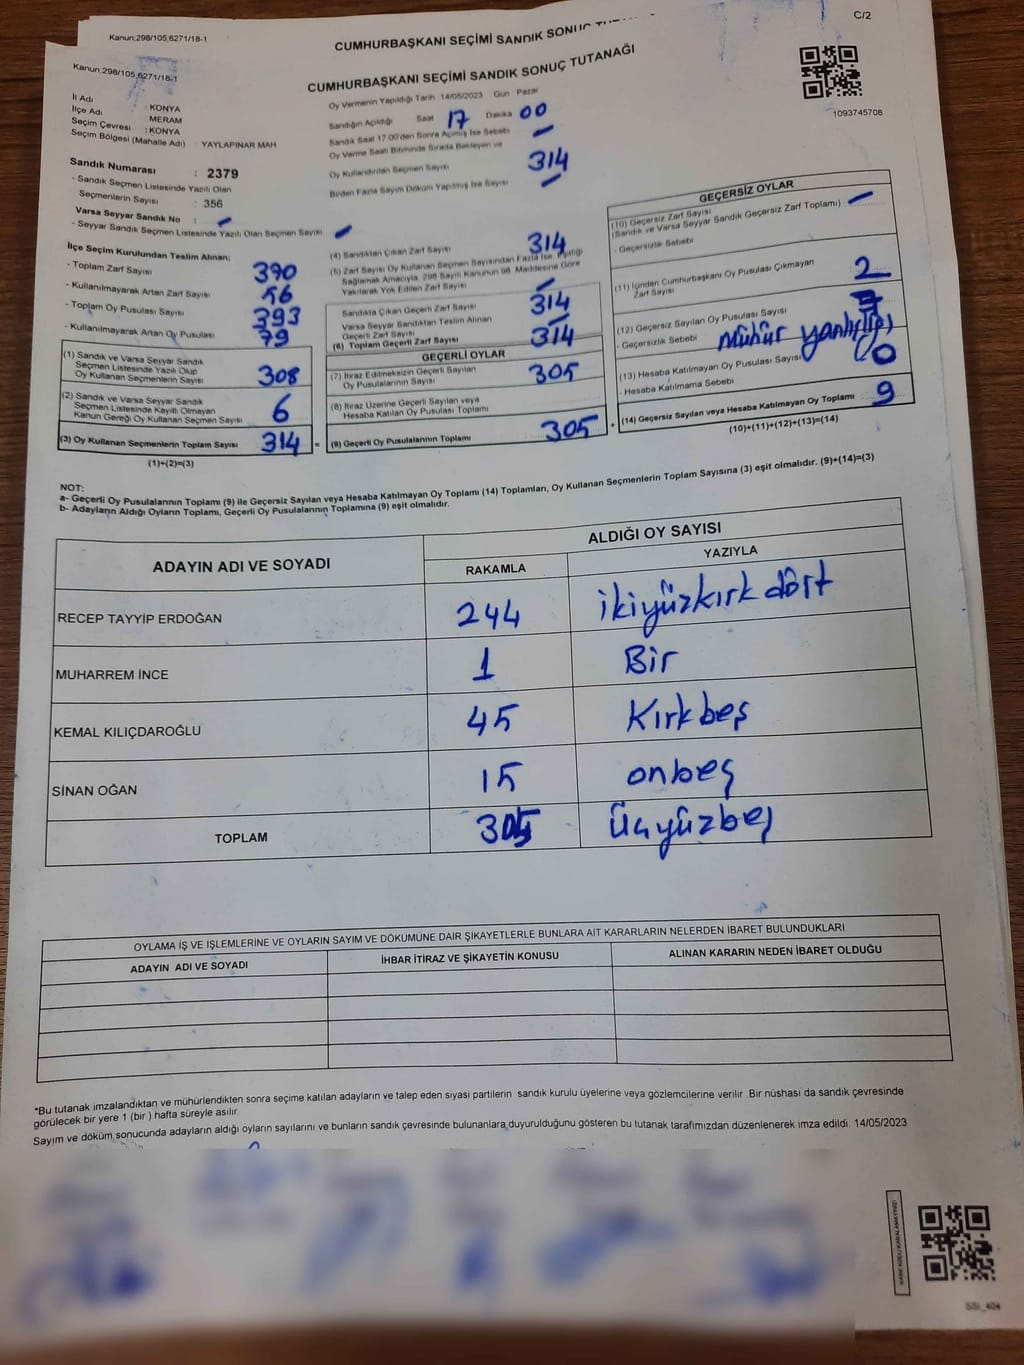 Kanun:298/105,6271/18-1
CUMHURBAŞKANI SEÇİMİ SANDIK
C/2
Kanun:298/105,6271/18-1
CUMHURBAŞKANI SEÇİMİ SANDIK SONUÇ TUTANAĞI
1093745708
İl Adı : KONYA
İlçe Adı : MERAM
Seçim Çevresi : KONYA
Seçim Bölgesi (Mahalle Adı) YAYLAPINAR MAH
Oy Vermenin Yapıldığı Tarih :14/05/2023 Gün Pazar
Sandığın Açıldığı Saat 17 Dakika 00
Sandık Saat 17:00'den Sonra Açılmış İse Sebebi –
Oy Verme Saati Bitiminde Sırada Bekleyen ve
Oy Kullandırılan Seçmen Sayısı 314
Birden Fazla Sayım Döküm Yapılmış İse Sayısı –
Sandık Numarası : 2379
- Sandık Seçmen Listesinde Yazılı Olan
Seçmenlerin Sayısı : 356
Varsa Seyyar Sandık No : –
- Seyyar Sandık Seçmen Listesinde Yazılı Olan Seçmen Sayısı –
İlçe Seçim Kurulundan Teslim Alınan;
- Toplam Zarf Sayısı 390
- Kullanılmayarak Artan Zarf Sayısı 56
- Toplam Oy Pusulası Sayısı 393
- Kullanılmayarak Artan Oy Pusulası 79
(1) Sandık ve Varsa Seyyar Sandık
Seçmen Listesinde Yazılı Olup
Oy Kullanan Seçmenlerin Sayısı 308
(2) Sandık ve Varsa Seyyar Sandık
Seçmen Listesinde Kayıtlı Olmayan
Kanun Gereği Oy Kullanan Seçmen Sayısı 6
(3) Oy Kullanan Seçmenlerin Toplam Sayısı 314 =
(1)+(2)=(3)
(4) Sandıktan Çıkan Zarf Sayısı 314
(5) Zarf Sayısı Oy Kullanan Seçmen Sayısından Fazla İse, Eşitliği
Sağlamak Amacıyla, 298 Sayılı Kanunun 98. Maddesine Göre
Yakılarak Yok Edilen Zarf Sayısı –
Sandıkta Çıkan Geçerli Zarf Sayısı 314
Varsa Seyyar Sandıktan Teslim Alınan
Geçerli Zarf Sayısı –
(6) Toplam Geçerli Zarf Sayısı 314
GEÇERLİ OYLAR
(7) İtiraz Edilmeksizin Geçerli Sayılan
Oy Pusulalarının Sayısı 305
(8) İtiraz Üzerine Geçerli Sayılan veya
Hesaba Katılan Oy Pusulası Toplamı
(9) Geçerli Oy Pusulalarının Toplamı 305 +
GEÇERSİZ OYLAR
(10) Geçersiz Zarf Sayısı
(Sandık ve Varsa Seyyar Sandık Geçersiz Zarf Toplamı) –
- Geçersizlik Sebebi
(11) İçinden Cumhurbaşkanı Oy Pusulası Çıkmayan
Zarf Sayısı 2
(12) Geçersiz Sayılan Oy Pusulası Sayısı 7
- Geçersizlik Sebebi Mühür yanlışlığı
(13) Hesaba Katılmayan Oy Pusulası Sayısı 0
- Hesaba Katılmama Sebebi
(14) Geçersiz Sayılan veya Hesaba Katılmayan Oy Toplamı 9
(10)+(11)+(12)+(13)=(14)
NOT:
a- Geçerli Oy Pusulalarının Toplamı (9) ile Geçersiz Sayılan veya Hesaba Katılmayan Oy Toplamı (14) Toplamları, Oy Kullanan Seçmenlerin Toplam Sayısına (3) eşit olmalıdır. (9)+(14)=(3)
b- Adayların Aldığı Oyların Toplamı, Geçerli Oy Pusulalarının Toplamına (9) eşit olmalıdır.
ADAYIN ADI VE SOYADI
ALDIĞI OY SAYISI
RAKAMLA YAZIYLA
RECEP TAYYİP ERDOĞAN 244 ikiyüzkırk dört
MUHARREM İNCE 1 Bir
KEMAL KILIÇDAROĞLU 45 Kırkbeş
SİNAN OĞAN 15 onbeş
TOPLAM 305 Üçyüzbeş
OYLAMA İŞ VE İŞLEMLERİNE VE OYLARIN SAYIM VE DÖKÜMÜNE DAİR ŞİKAYETLERLE BUNLARA AİT KARARLARIN NELERDEN İBARET BULUNDUKLARI
ADAYIN ADI VE SOYADI İHBAR İTİRAZ VE ŞİKAYETİN KONUSU ALINAN KARARIN NEDEN İBARET OLDUĞU
*Bu tutanak imzalandıktan ve mühürlendikten sonra seçime katılan adayların ve talep eden siyasi partilerin sandık kurulu üyelerine veya gözlemcilerine verilir .Bir nüshası da sandık çevresinde
görülecek bir yere 1 (bir ) hafta süreyle asılır.
Sayım ve döküm sonucunda adayların aldığı oyların sayılarını ve bunların sandık çevresinde bulunanlara duyurulduğunu gösteren bu tutanak tarafımızdan düzenlenerek imza edildi. 14/05/2023
KARE KODU KARALAMAYINIZ!
SSI_404